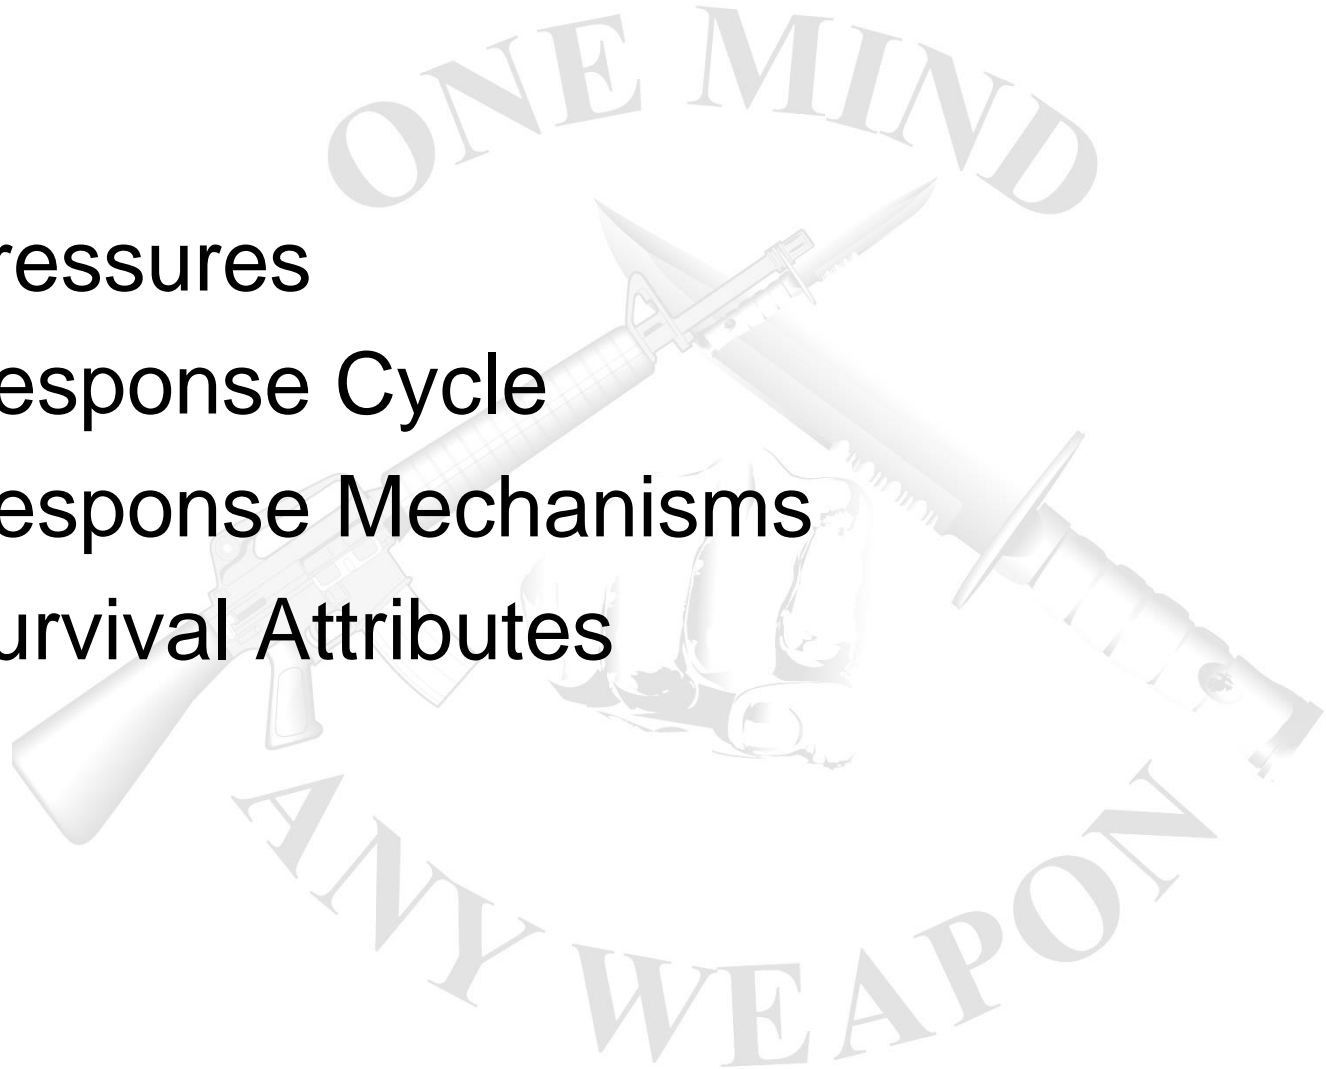 ONE MIND
ressures
esponse Cycle
esponse Mechanisms
urvival Attributes
ANY WEAPON